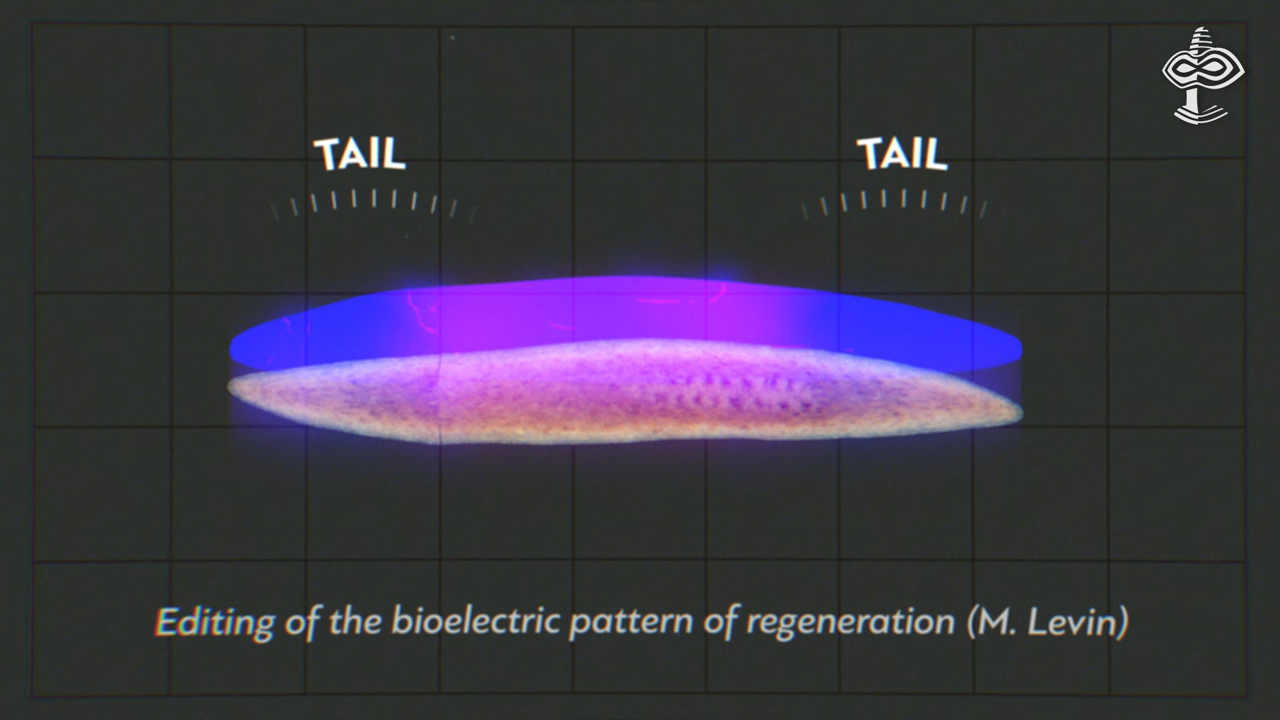 TAIL TAIL
Editing of the bioelectric pattern of regeneration (M. Levin)